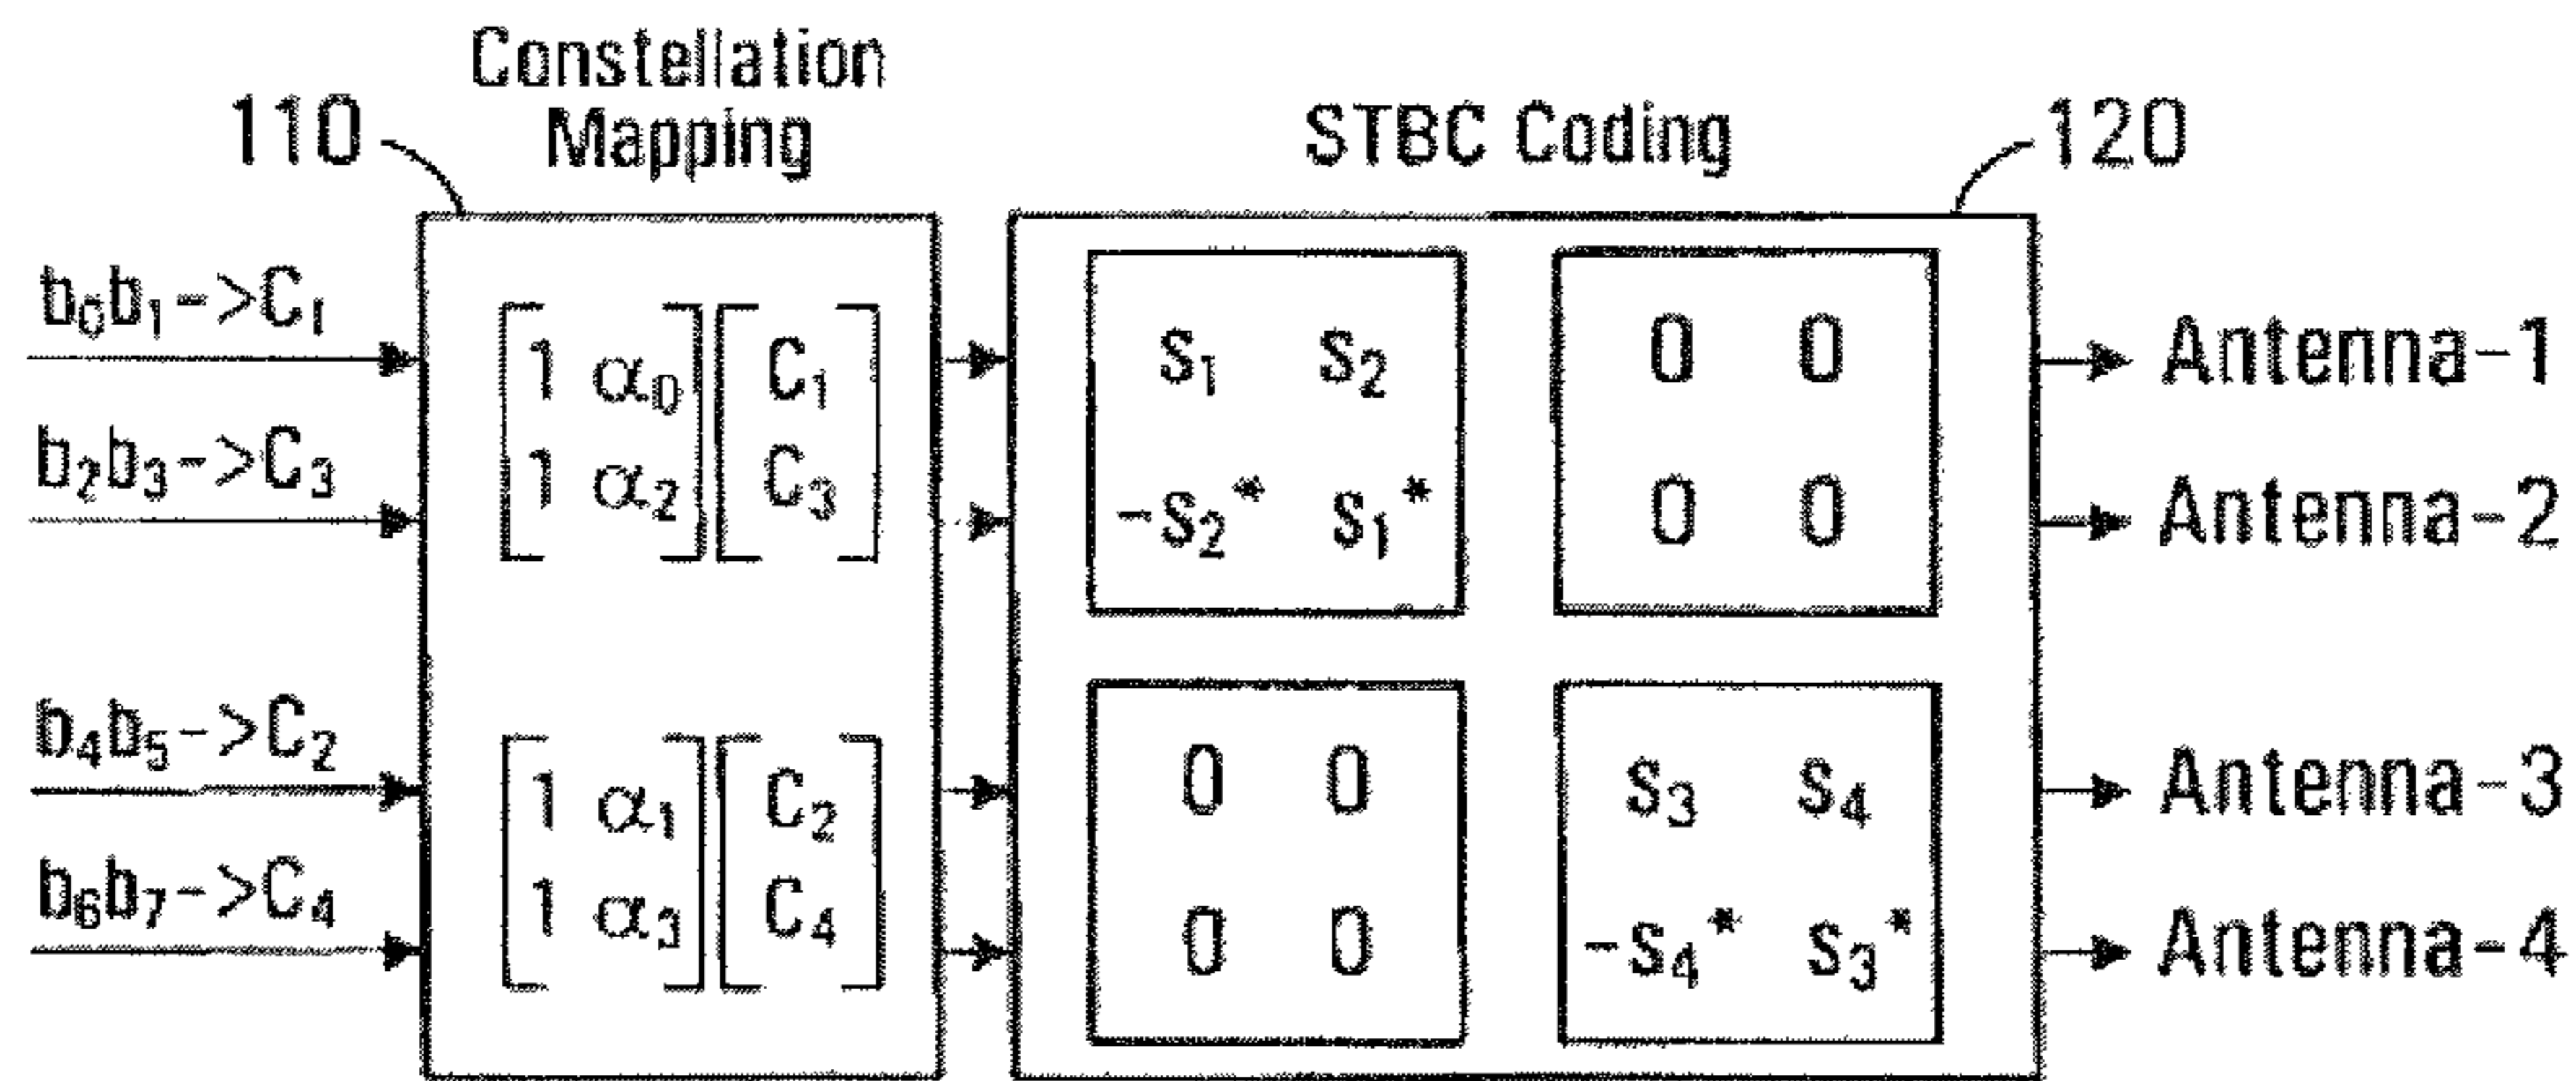 Constellation
Mapping
110
STBC Coding
120
b₀b₁->C₁
b₂b₃->C₃
b₄b₅->C₂
b₆b₇->C₄
1 α₀ C₁
1 α₂ C₃
1 α₁ C₂
1 α₃ C₄
s₁ s₂ 0 0
-s₂* s₁* 0 0
0 0 s₃ s₄
0 0 -s₄* s₃*
Antenna-1
Antenna-2
Antenna-3
Antenna-4